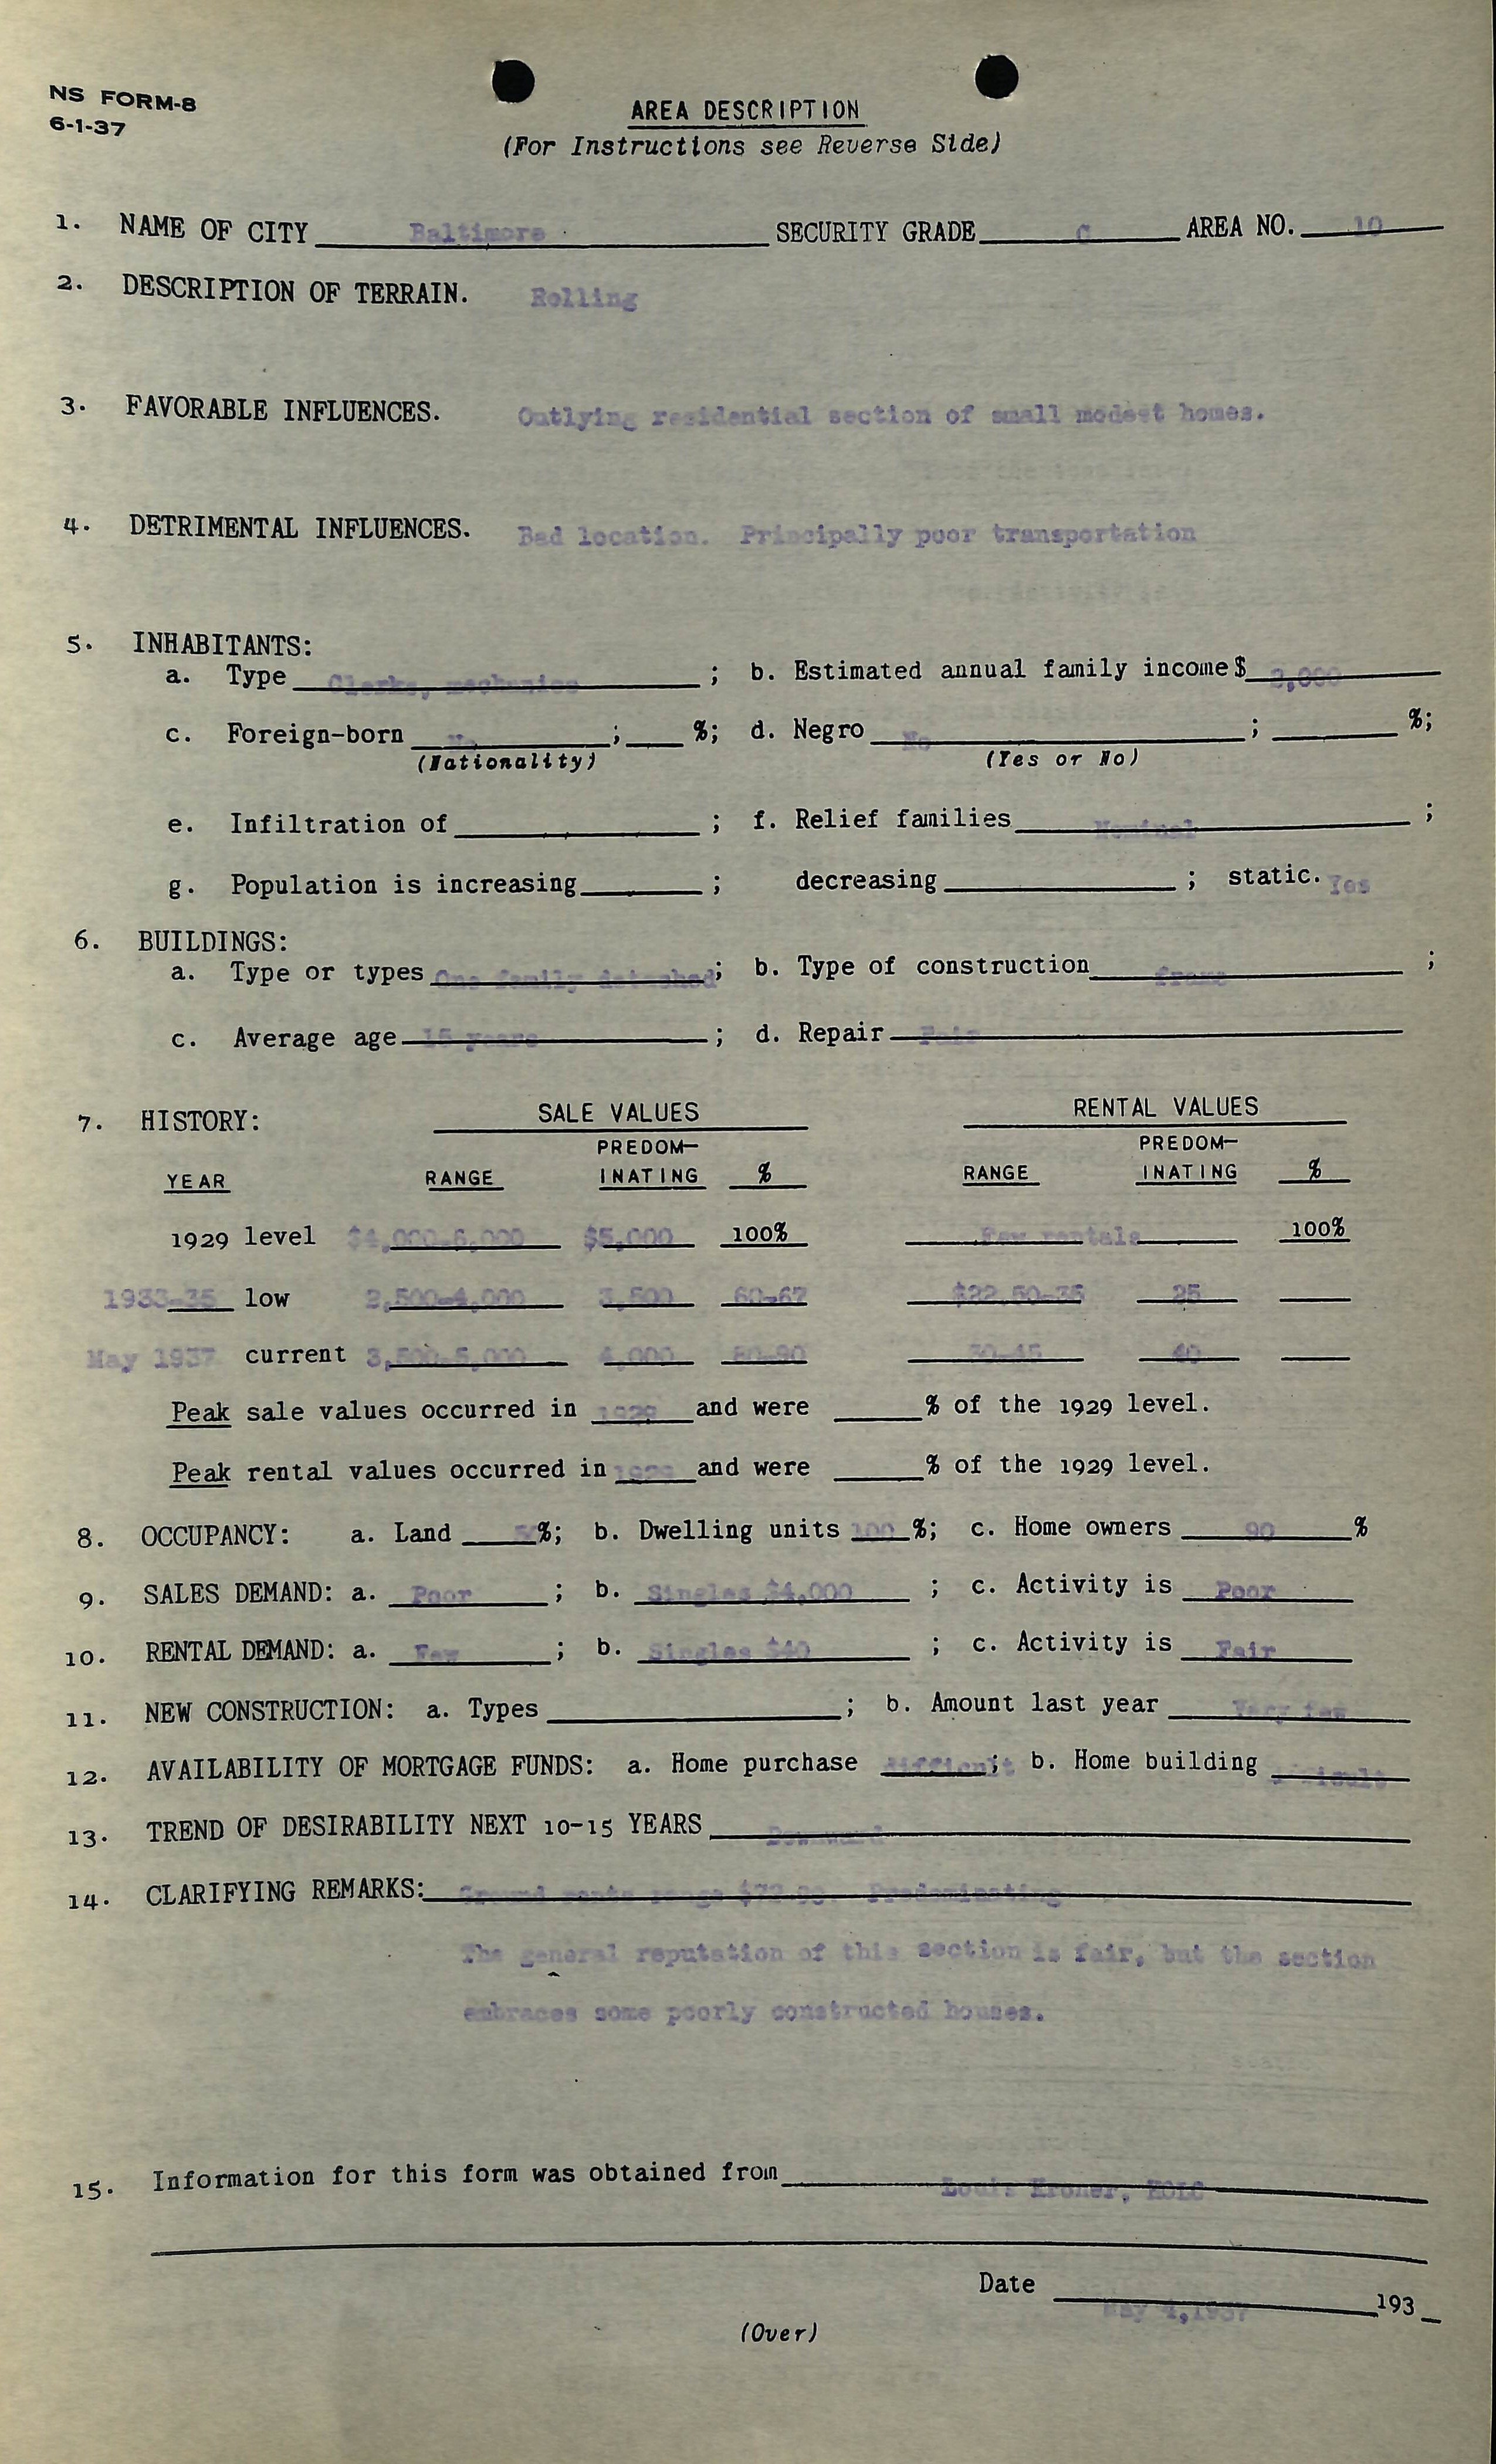 NS FORM-8
6-1-37
AREA DESCRIPTION
(For Instructions see Reverse Side)
1. NAME OF CITY Baltimore SECURITY GRADE C AREA NO. 10
2. DESCRIPTION OF TERRAIN. Rolling
3. FAVORABLE INFLUENCES. Outlying residential section of small modest homes.
4. DETRIMENTAL INFLUENCES. Bad location. Principally poor transportation
5. INHABITANTS:
a. Type Clerks, mechanics ; b. Estimated annual family income $
c. Foreign-born No ; %; d. Negro No ; %;
(Nationality) (Yes or No)
e. Infiltration of ; f. Relief families Nominal ;
g. Population is increasing ; decreasing ; static. Yes
6. BUILDINGS:
a. Type or types One family detached ; b. Type of construction frame ;
c. Average age 15 years ; d. Repair Fair
7. HISTORY: SALE VALUES RENTAL VALUES
PREDOM- PREDOM-
YEAR RANGE INATING % RANGE INATING %
1929 level $4,000-6,000 $5,000 100% Few rentals 100%
1933-35 low 2,500-4,000 3,500 60-67 $22.50-35 25
May 1937 current 3,500-5,000 4,000 80-90 30-45 40
Peak sale values occurred in 1929 and were % of the 1929 level.
Peak rental values occurred in 1929 and were % of the 1929 level.
8. OCCUPANCY: a. Land %; b. Dwelling units 100 %; c. Home owners 90 %
9. SALES DEMAND: a. Poor ; b. Singles $4,000 ; c. Activity is Poor
10. RENTAL DEMAND: a. Few ; b. Singles $40 ; c. Activity is Fair
11. NEW CONSTRUCTION: a. Types ; b. Amount last year Very few
12. AVAILABILITY OF MORTGAGE FUNDS: a. Home purchase difficult ; b. Home building difficult
13. TREND OF DESIRABILITY NEXT 10-15 YEARS Downward
14. CLARIFYING REMARKS: Ground rents range Predominating
The general reputation of this section is fair, but the section
embraces some poorly constructed houses.
15. Information for this form was obtained from Louis Kroner, HOLC
Date May 4, 1937 193
(Over)